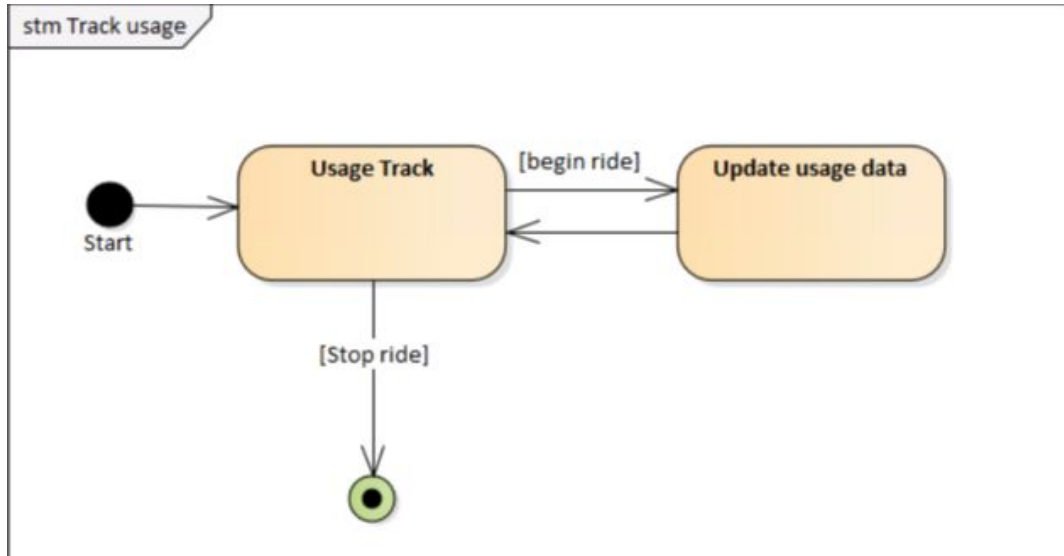 stm Track usage
Usage Track
[begin ride]
Update usage data
Start
[Stop ride]